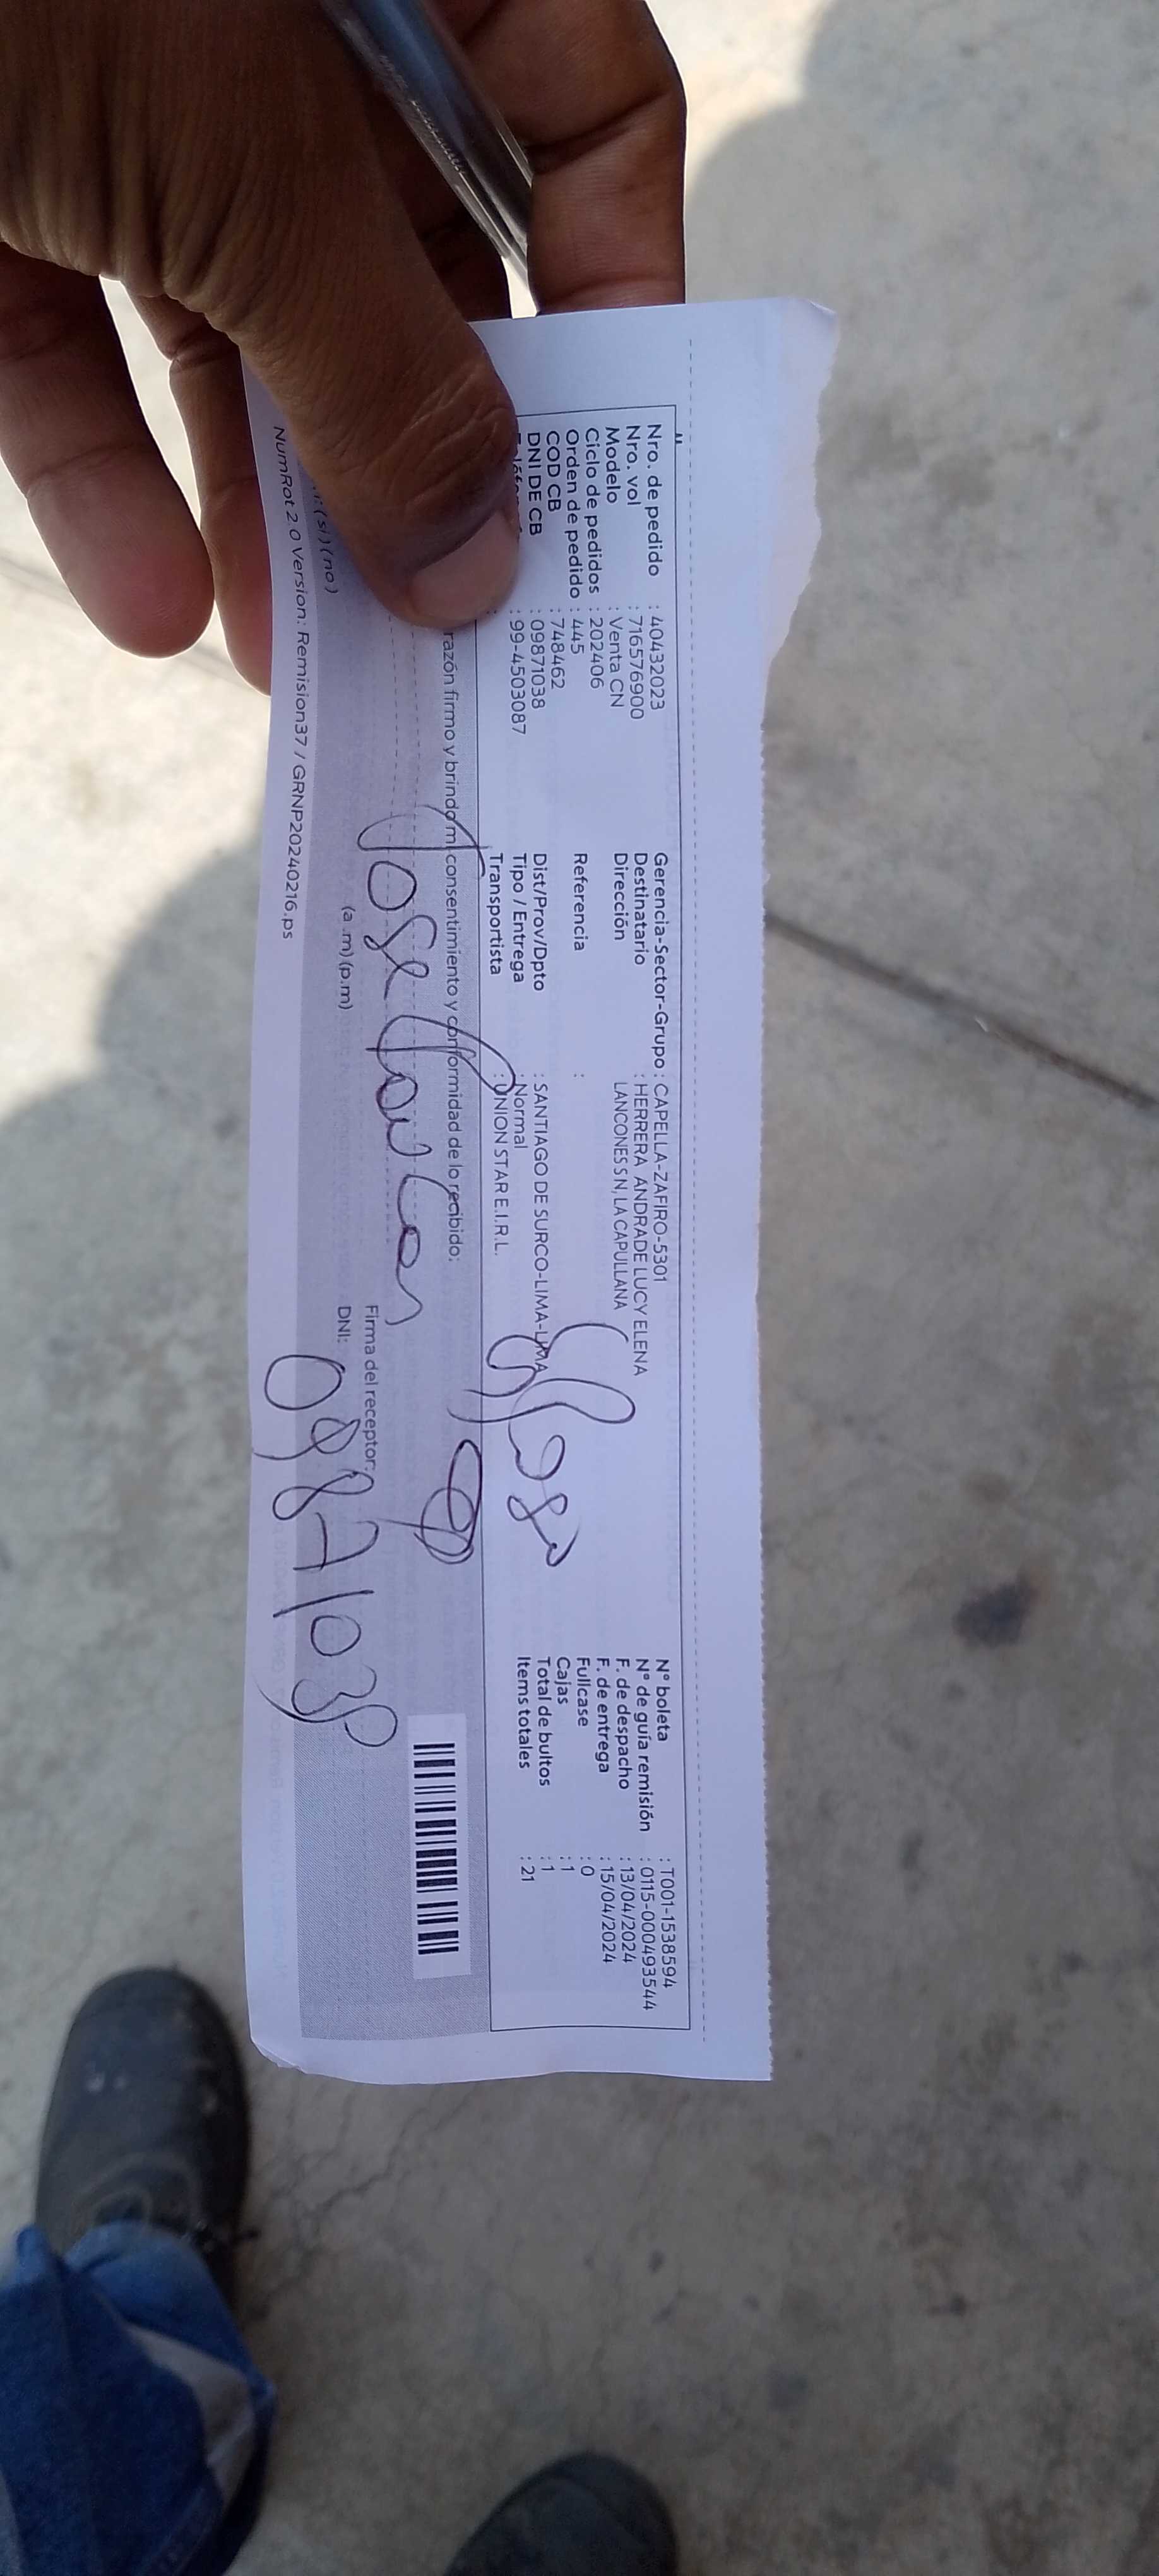 Nro. de pedido : 40432023
Nro. vol : 716576900
Modelo : Venta CN
Ciclo de pedidos : 202406
Orden de pedido : 445
COD CB : 748462
DNI DE CB : 09871038
: 99-4503087
Gerencia-Sector-Grupo : CAPELLA-ZAFIRO-5301
Destinatario : HERRERA ANDRADE LUCY ELENA
Dirección LANCONES S N, LA CAPULLANA
Referencia :
Dist/Prov/Dpto : SANTIAGO DE SURCO-LIMA-LIMA
Tipo / Entrega : Normal
Transportista : UNION STAR E.I.R.L.
N° boleta : T001-1538594
N° de guía remisión : 0115-000493544
F. de despacho : 13/04/2024
F. de entrega : 15/04/2024
Fullcase : 0
Cajas : 1
Total de bultos : 1
Items totales : 21
razón firmo y brindo mi consentimiento y conformidad de lo recibido:
Jose
Firma del receptor:
(si) (no) (a .m) (p.m) DNI: 09871038
NumRot 2.0 Version: Remision37 / GRNP20240216.ps